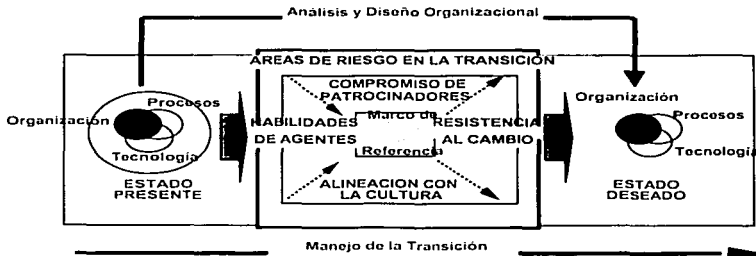 Análisis y Diseño Organizacional
AREAS DE RIESGO EN LA TRANSICIÓN
COMPROMISO DE
PATROCINADORES
Organización
Procesos
Tecnología
ESTADO
PRESENTE
HABILIDADES
DE AGENTES
Marco de
Referencia
RESISTENCIA
AL CAMBIO
ALINEACION CON
LA CULTURA
Organización
Procesos
Tecnología
ESTADO
DESEADO
Manejo de la Transición